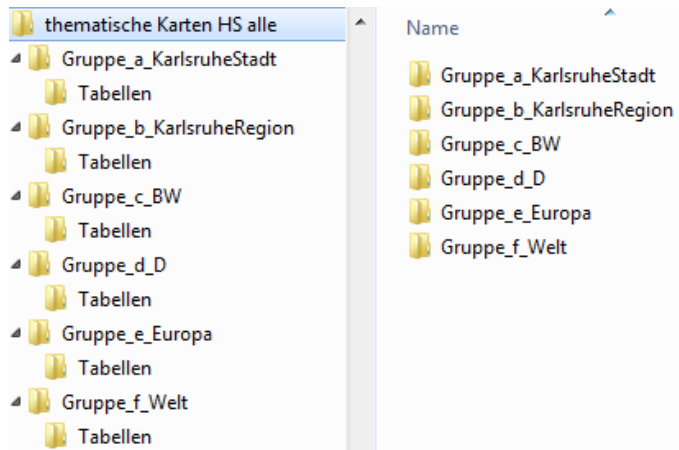 thematische Karten HS alle
Gruppe_a_KarlsruheStadt
Tabellen
Gruppe_b_KarlsruheRegion
Tabellen
Gruppe_c_BW
Tabellen
Gruppe_d_D
Tabellen
Gruppe_e_Europa
Tabellen
Gruppe_f_Welt
Tabellen
Name
Gruppe_a_KarlsruheStadt
Gruppe_b_KarlsruheRegion
Gruppe_c_BW
Gruppe_d_D
Gruppe_e_Europa
Gruppe_f_Welt